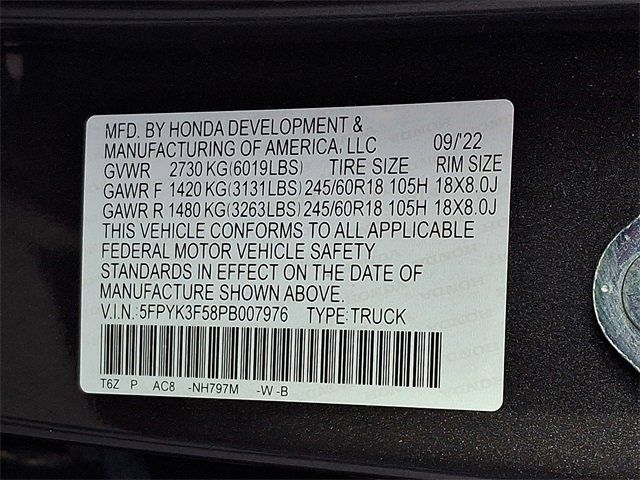 MFD. BY HONDA DEVELOPMENT &
MANUFACTURING OF AMERICA, LLC 09/'22
GVWR 2730 KG(6019LBS) TIRE SIZE RIM SIZE
GAWR F 1420 KG(3131LBS) 245/60R18 105H 18X8.0J
GAWR R 1480 KG(3263LBS) 245/60R18 105H 18X8.0J
THIS VEHICLE CONFORMS TO ALL APPLICABLE
FEDERAL MOTOR VEHICLE SAFETY
STANDARDS IN EFFECT ON THE DATE OF
MANUFACTURE SHOWN ABOVE.
V.I.N.:5FPYK3F58PB007976 TYPE:TRUCK
T6Z P AC8 -NH797M -W -B